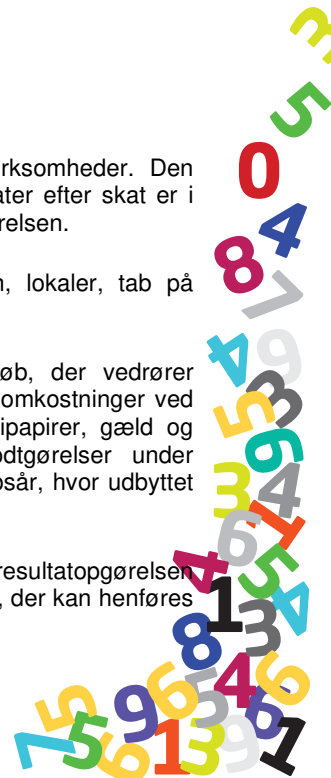 rksomheder. Den
ater efter skat er i
relsen.
, lokaler, tab på
øb, der vedrører
omkostninger ved
ipapirer, gæld og
odtgørelser under
osår, hvor udbyttet
resultatopgørelsen
, der kan henføres